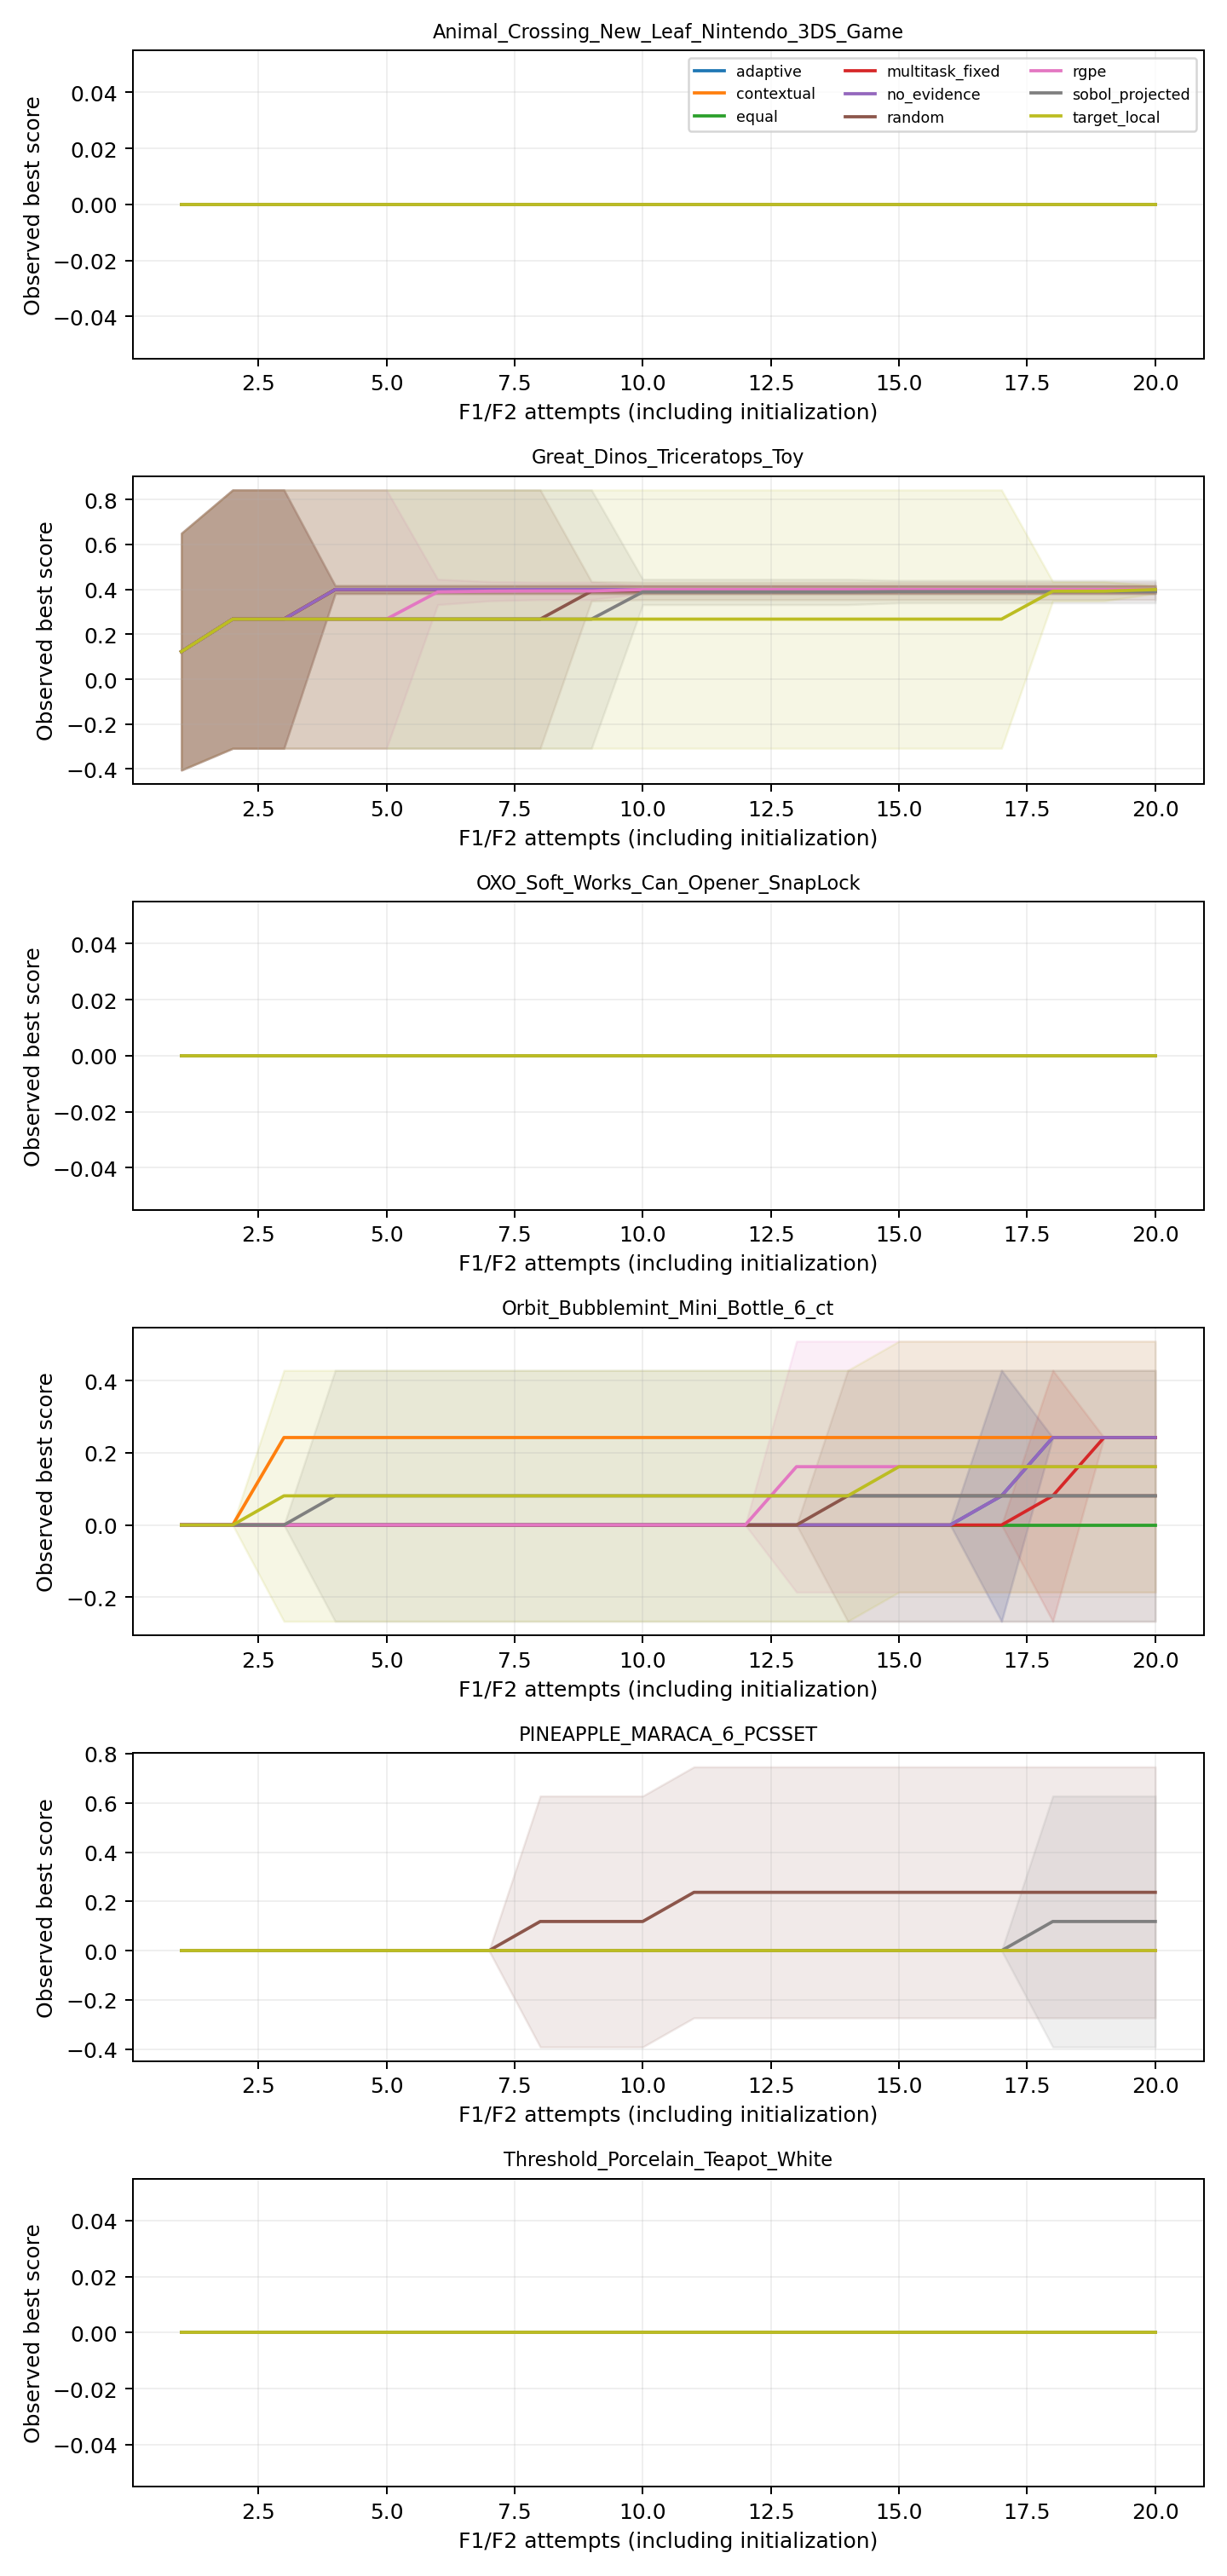 Animal_Crossing_New_Leaf_Nintendo_3DS_Game
adaptive
contextual
equal
multitask_fixed
no_evidence
random
rgpe
sobol_projected
target_local
Observed best score
0.04
0.02
0.00
−0.02
−0.04
2.5 5.0 7.5 10.0 12.5 15.0 17.5 20.0
F1/F2 attempts (including initialization)
Great_Dinos_Triceratops_Toy
Observed best score
0.8
0.6
0.4
0.2
0.0
−0.2
−0.4
2.5 5.0 7.5 10.0 12.5 15.0 17.5 20.0
F1/F2 attempts (including initialization)
OXO_Soft_Works_Can_Opener_SnapLock
Observed best score
0.04
0.02
0.00
−0.02
−0.04
2.5 5.0 7.5 10.0 12.5 15.0 17.5 20.0
F1/F2 attempts (including initialization)
Orbit_Bubblemint_Mini_Bottle_6_ct
Observed best score
0.4
0.2
0.0
−0.2
2.5 5.0 7.5 10.0 12.5 15.0 17.5 20.0
F1/F2 attempts (including initialization)
PINEAPPLE_MARACA_6_PCSSET
Observed best score
0.8
0.6
0.4
0.2
0.0
−0.2
−0.4
2.5 5.0 7.5 10.0 12.5 15.0 17.5 20.0
F1/F2 attempts (including initialization)
Threshold_Porcelain_Teapot_White
Observed best score
0.04
0.02
0.00
−0.02
−0.04
2.5 5.0 7.5 10.0 12.5 15.0 17.5 20.0
F1/F2 attempts (including initialization)